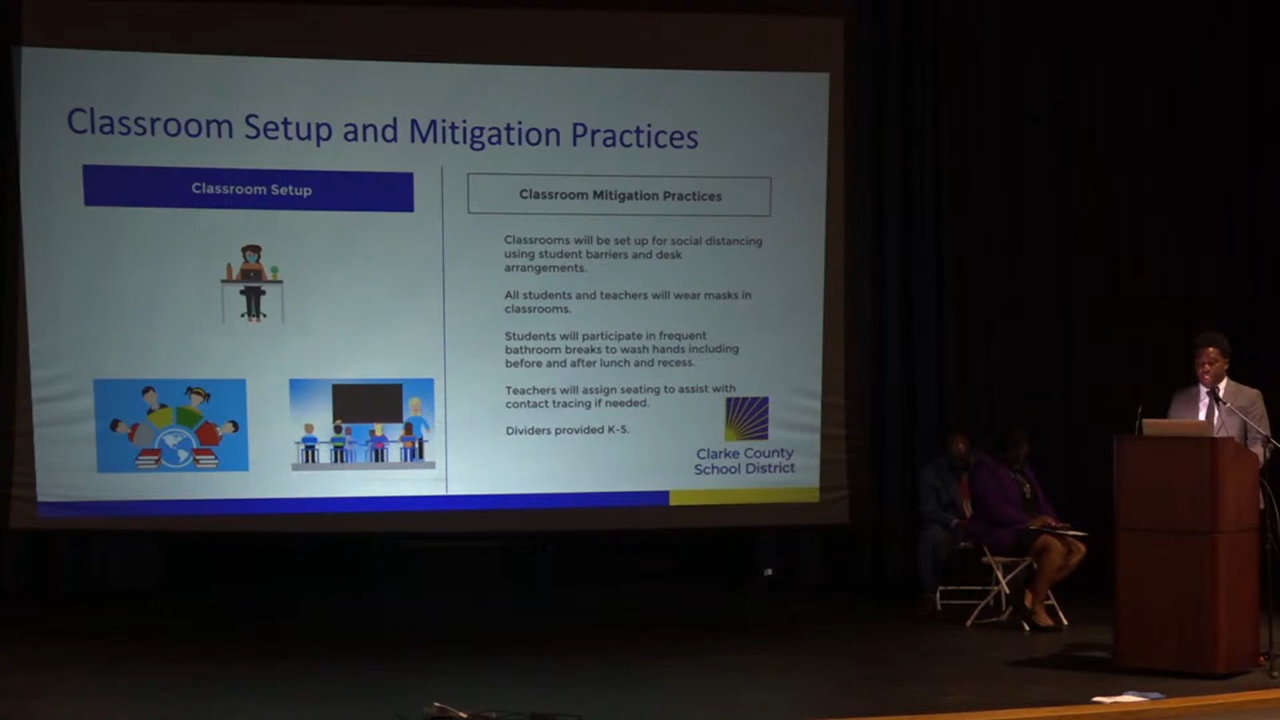 Classroom Setup and Mitigation Practices
Classroom Setup
Classroom Mitigation Practices
Classrooms will be set up for social distancing
using student barriers and desk
arrangements.
All students and teachers will wear masks in
classrooms.
Students will participate in frequent
bathroom breaks to wash hands including
before and after lunch and recess.
Teachers will assign seating to assist with
contact tracing if needed.
Dividers provided K-5.
Clarke County
School District